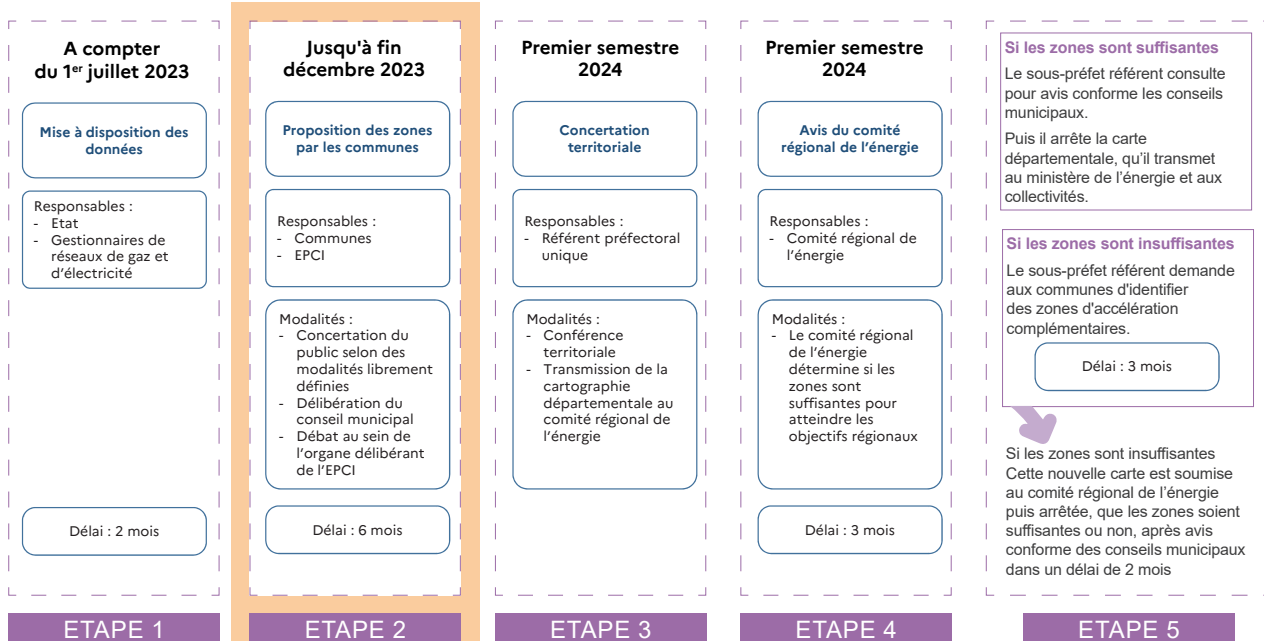 A compter
du 1er juillet 2023
Mise à disposition des
données
Responsables :
- Etat
- Gestionnaires de
réseaux de gaz et
d'électricité
Délai : 2 mois
ETAPE 1
Jusqu'à fin
décembre 2023
Proposition des zones
par les communes
Responsables :
- Communes
- EPCI
Modalités :
- Concertation du
public selon des
modalités librement
définies
- Délibération du
conseil municipal
- Débat au sein de
l'organe délibérant
de l'EPCI
Délai : 6 mois
ETAPE 2
Premier semestre
2024
Concertation
territoriale
Responsables :
- Référent préfectoral
unique
Modalités :
- Conférence
territoriale
- Transmission de la
cartographie
départementale au
comité régional de
l'énergie
ETAPE 3
Premier semestre
2024
Avis du comité
régional de l'énergie
Responsables :
- Comité régional de
l'énergie
Modalités :
- Le comité régional
de l'énergie
détermine si les
zones sont
suffisantes pour
atteindre les
objectifs régionaux
Délai : 3 mois
ETAPE 4
Si les zones sont suffisantes
Le sous-préfet référent consulte
pour avis conforme les conseils
municipaux.
Puis il arrête la carte
départementale, qu'il transmet
au ministère de l'énergie et aux
collectivités.
Si les zones sont insuffisantes
Le sous-préfet référent demande
aux communes d'identifier
des zones d'accélération
complémentaires.
Délai : 3 mois
Si les zones sont insuffisantes
Cette nouvelle carte est soumise
au comité régional de l'énergie
puis arrêtée, que les zones soient
suffisantes ou non, après avis
conforme des conseils municipaux
dans un délai de 2 mois
ETAPE 5